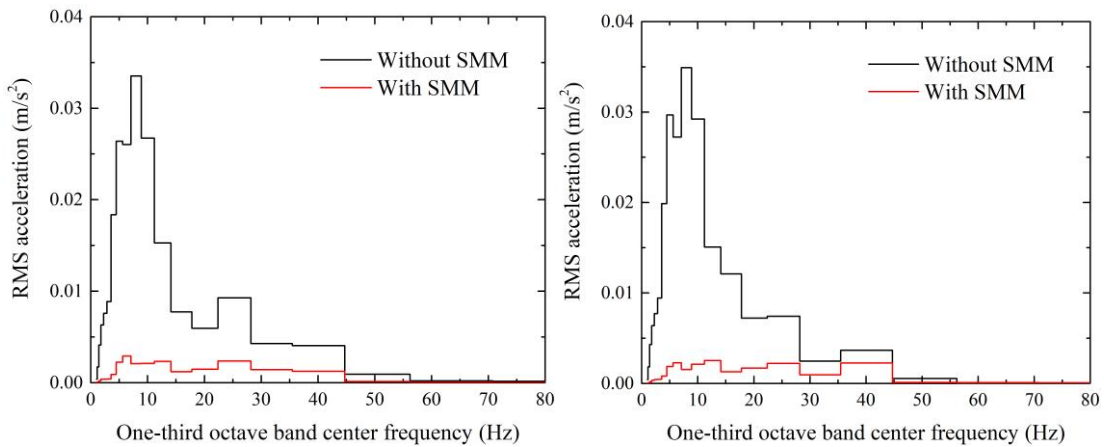 0.04
0.03
0.02
0.01
0.00
RMS acceleration (m/s²)
Without SMM
With SMM
0 10 20 30 40 50 60 70 80
One-third octave band center frequency (Hz)
0.04
0.03
0.02
0.01
0.00
RMS acceleration (m/s²)
Without SMM
With SMM
0 10 20 30 40 50 60 70 80
One-third octave band center frequency (Hz)